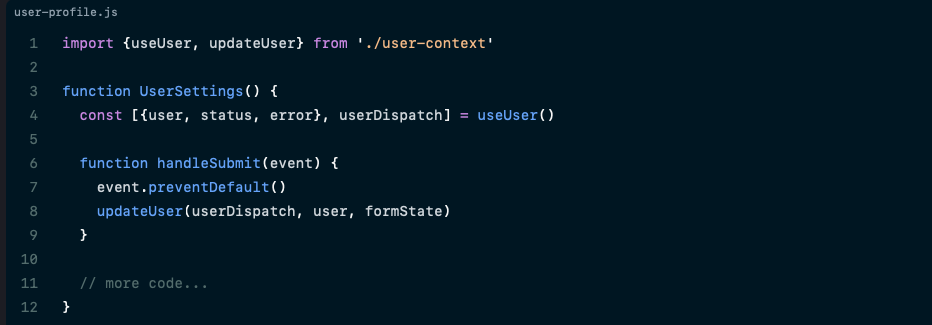 user-profile.js
1 import {useUser, updateUser} from './user-context'
2
3 function UserSettings() {
4   const [{user, status, error}, userDispatch] = useUser()
5
6   function handleSubmit(event) {
7     event.preventDefault()
8     updateUser(userDispatch, user, formState)
9   }
10
11   // more code...
12 }